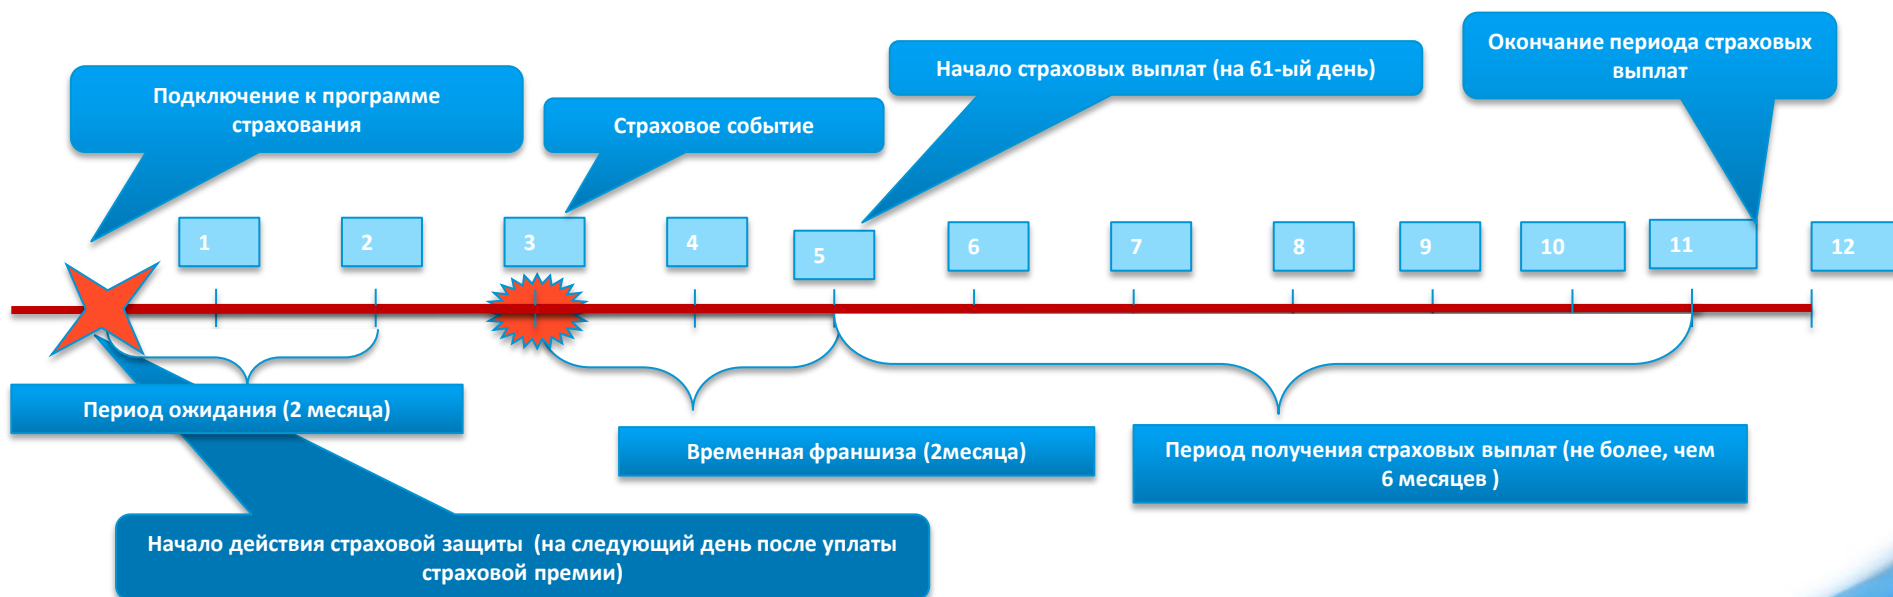 Окончание периода страховых
выплат
Начало страховых выплат (на 61-ый день)
Подключение к программе
страхования
Страховое событие
1
2
3
4
5
6
7
8
9
10
11
12
Период ожидания (2 месяца)
Временная франшиза (2месяца)
Период получения страховых выплат (не более, чем
6 месяцев )
Начало действия страховой защиты (на следующий день после уплаты
страховой премии)